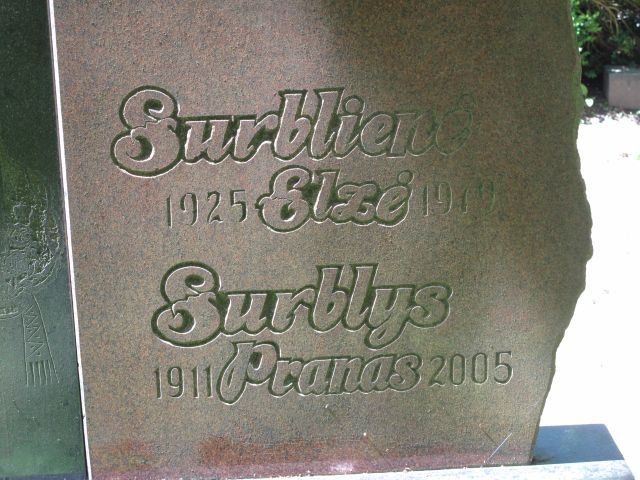 Surblienė
1925 Elzė
Surblys
1911 Pranas 2005